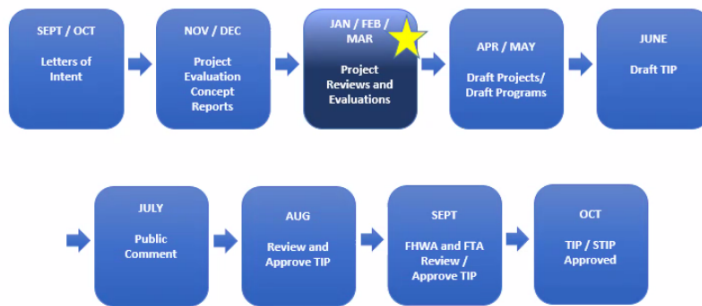 SEPT / OCT
Letters of
Intent
NOV / DEC
Project
Evaluation
Concept
Reports
JAN / FEB /
MAR
Project
Reviews and
Evaluations
APR / MAY
Draft Projects/
Draft Programs
JUNE
Draft TIP
JULY
Public
Comment
AUG
Review and
Approve TIP
SEPT
FHWA and FTA
Review /
Approve TIP
OCT
TIP / STIP
Approved